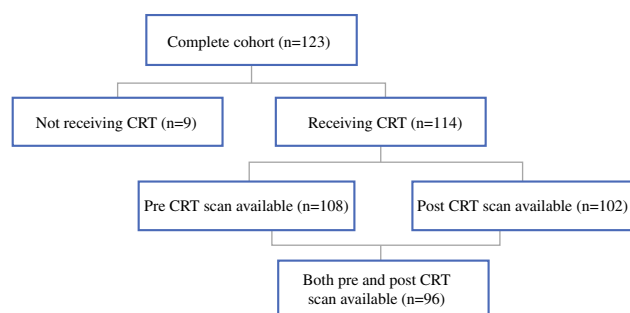 Complete cohort (n=123)
Not receiving CRT (n=9)
Receiving CRT (n=114)
Pre CRT scan available (n=108)
Post CRT scan available (n=102)
Both pre and post CRT
scan available (n=96)